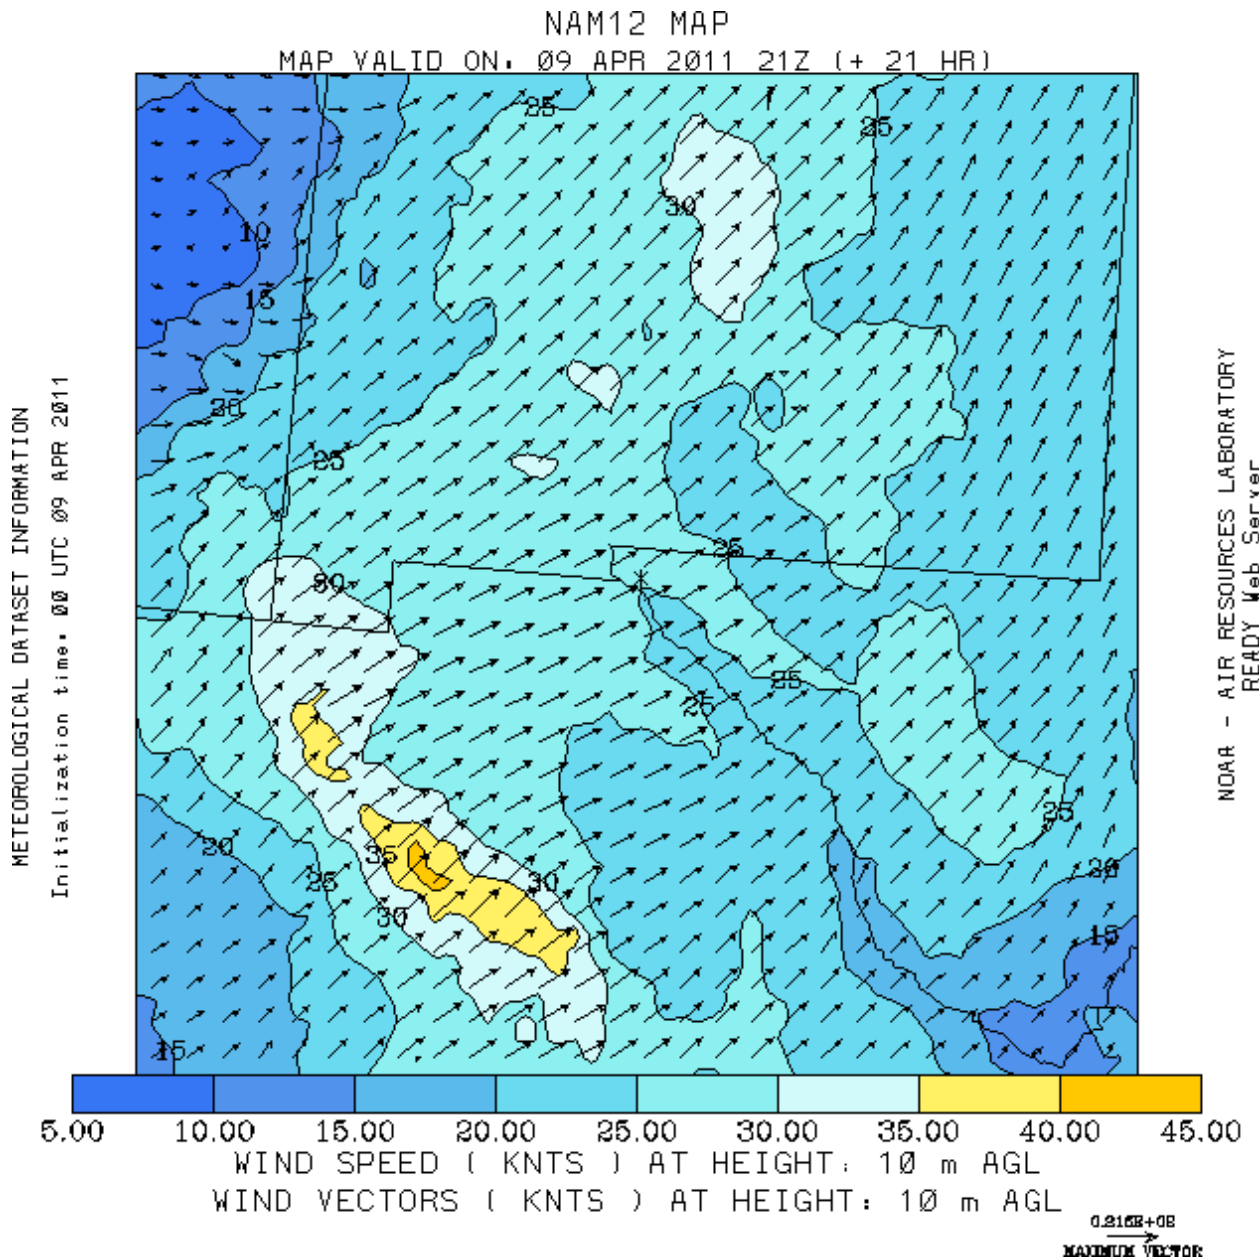 NAM12 MAP
MAP VALID ON: 09 APR 2011 21Z (+ 21 HR)
METEOROLOGICAL DATASET INFORMATION
Initialization time: 00 UTC 09 APR 2011
NOAA - AIR RESOURCES LABORATORY
READY Web Server
25
25
30
10
15
30
25
25
30
25
25
20
35
25
30
30
25
30
15
15
5.00 10.00 15.00 20.00 25.00 30.00 35.00 40.00 45.00
WIND SPEED ( KNTS ) AT HEIGHT: 10 m AGL
WIND VECTORS ( KNTS ) AT HEIGHT: 10 m AGL
MAXIMUM VECTOR